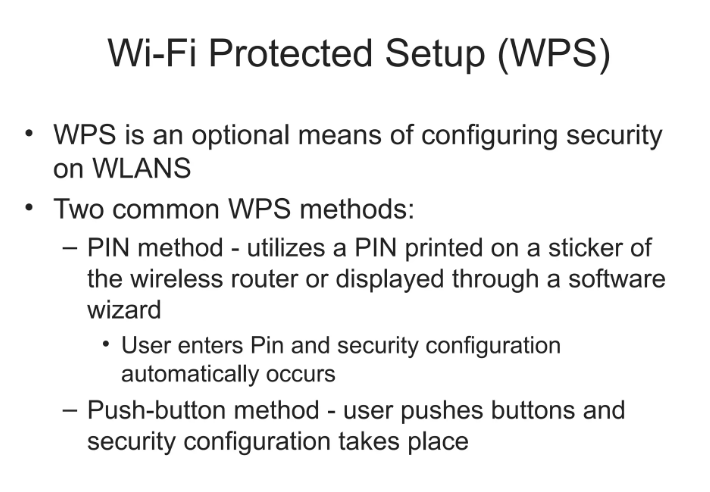 Wi-Fi Protected Setup (WPS)
• WPS is an optional means of configuring security
on WLANS
• Two common WPS methods:
– PIN method - utilizes a PIN printed on a sticker of
the wireless router or displayed through a software
wizard
• User enters Pin and security configuration
automatically occurs
– Push-button method - user pushes buttons and
security configuration takes place